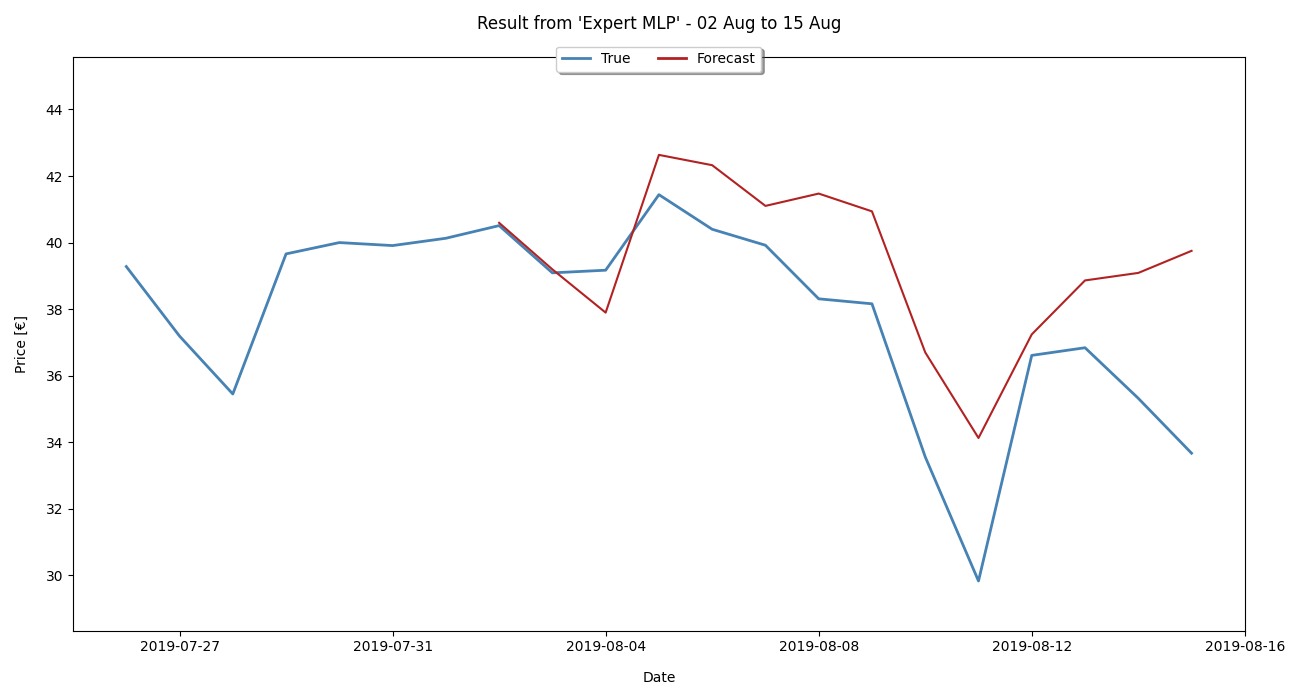 Result from 'Expert MLP' - 02 Aug to 15 Aug
True
Forecast
44
42
40
38
36
34
32
30
Price [€]
2019-07-27
2019-07-31
2019-08-04
2019-08-08
2019-08-12
2019-08-16
Date